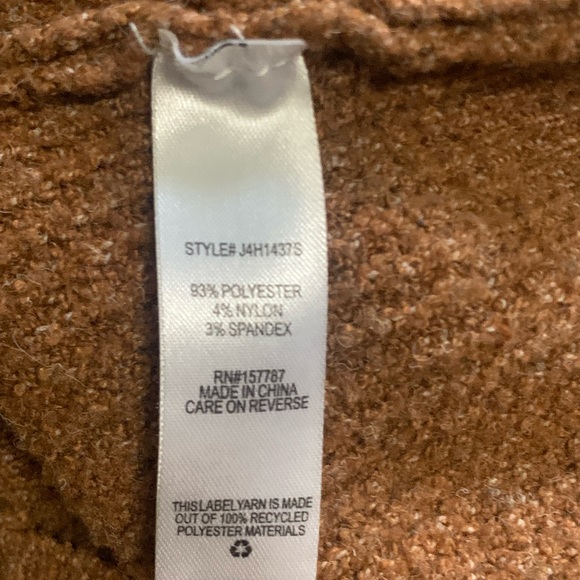 STYLE# J4H1437S
93% POLYESTER
4% NYLON
3% SPANDEX
RN#157787
MADE IN CHINA
CARE ON REVERSE
THIS LABEL YARN IS MADE
OUT OF 100% RECYCLED
POLYESTER MATERIALS